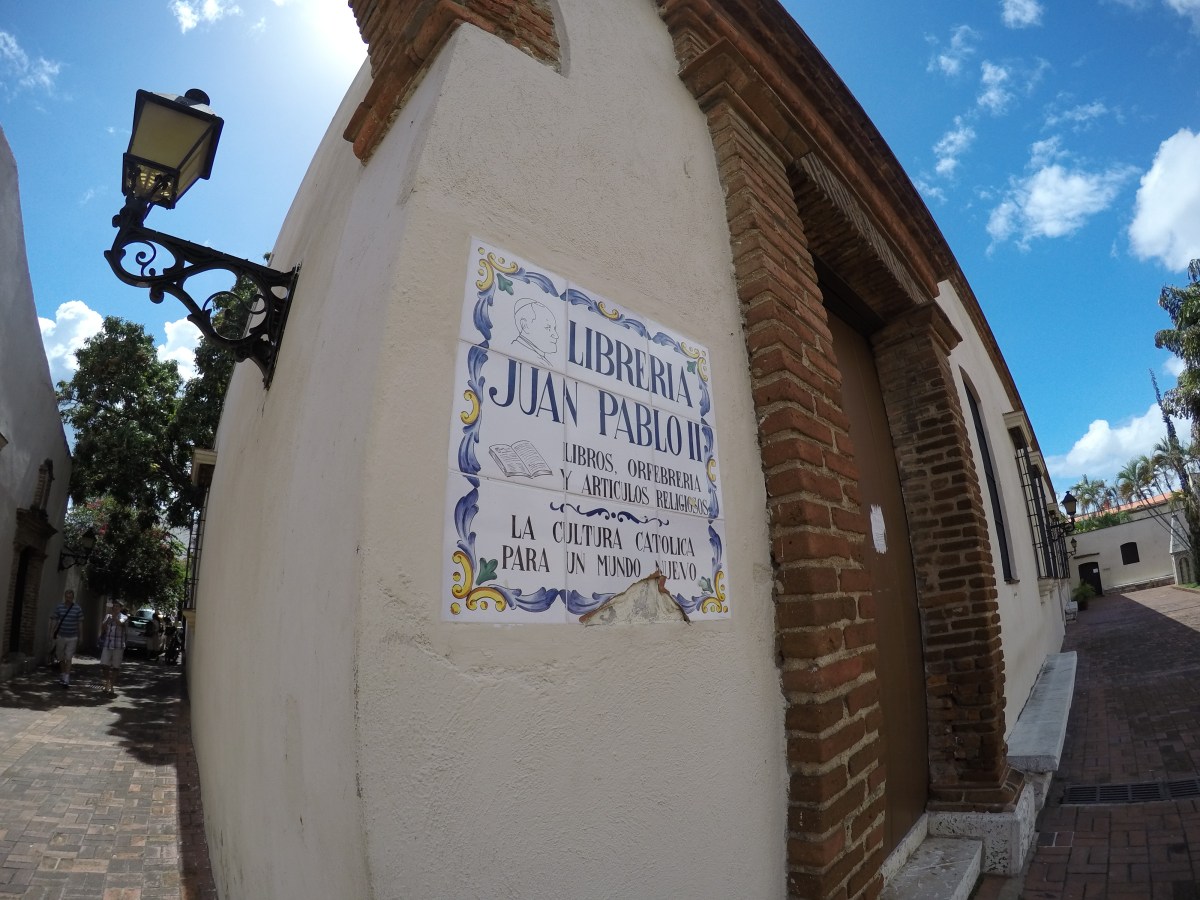 LIBRERIA
JUAN PABLO II
LIBROS, ORFEBRERIA
Y ARTICULOS RELIGIOSOS
LA CULTURA CATOLICA
PARA UN MUNDO NUEVO